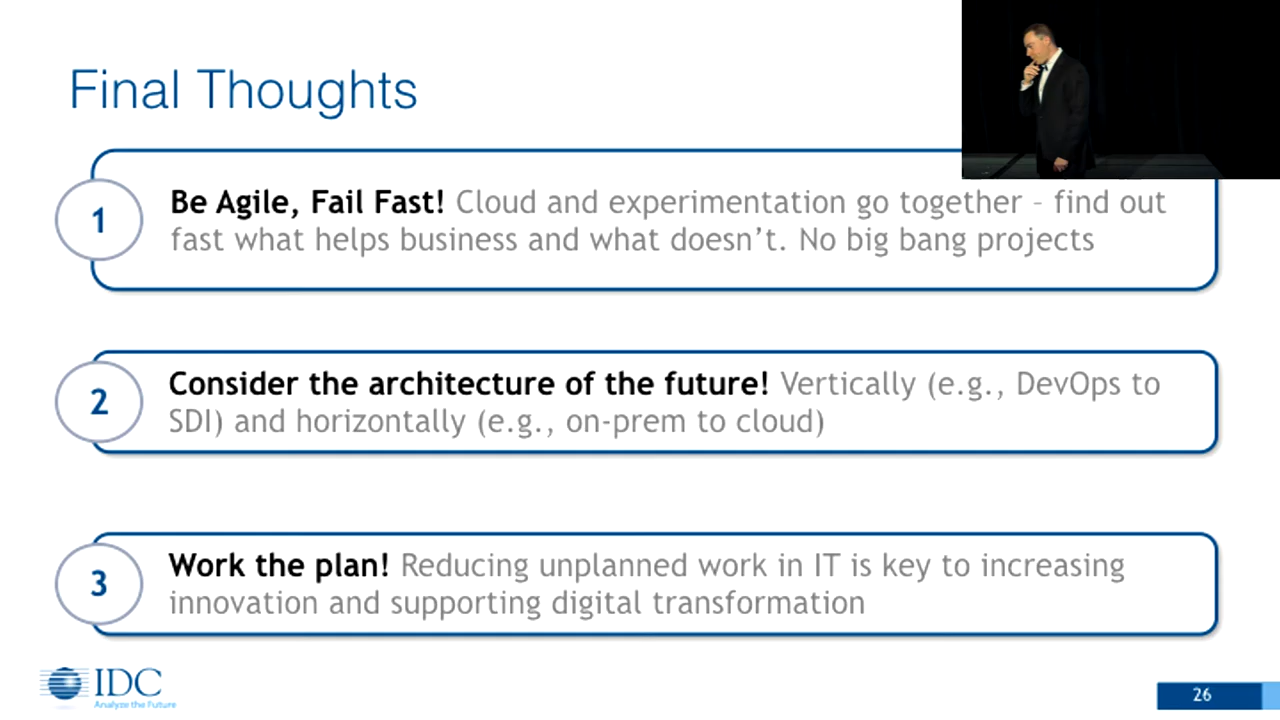 Final Thoughts
1
Be Agile, Fail Fast! Cloud and experimentation go together – find out
fast what helps business and what doesn’t. No big bang projects
2
Consider the architecture of the future! Vertically (e.g., DevOps to
SDI) and horizontally (e.g., on-prem to cloud)
3
Work the plan! Reducing unplanned work in IT is key to increasing
innovation and supporting digital transformation
IDC
Analyze the Future
26